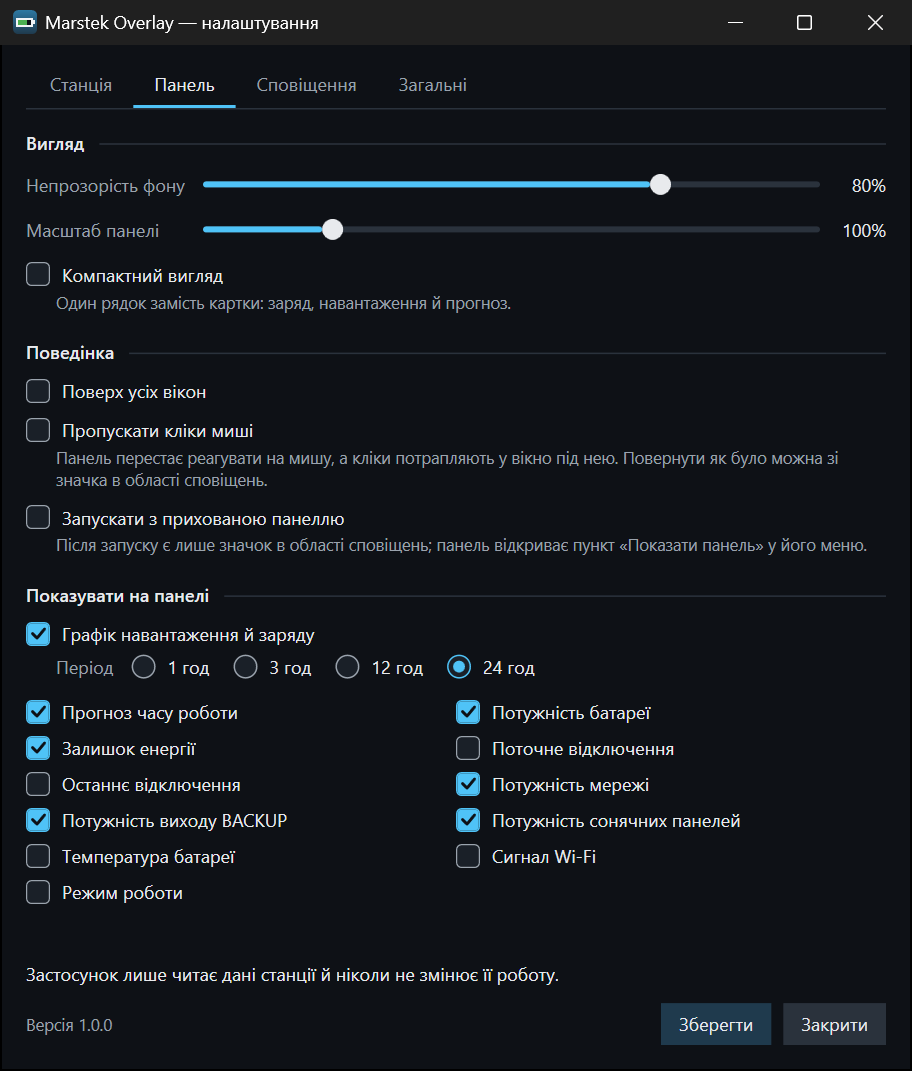 Marstek Overlay — налаштування
Станція Панель Сповіщення Загальні
Вигляд
Непрозорість фону 80%
Масштаб панелі 100%
Компактний вигляд
Один рядок замість картки: заряд, навантаження й прогноз.
Поведінка
Поверх усіх вікон
Пропускати кліки миші
Панель перестає реагувати на мишу, а кліки потрапляють у вікно під нею. Повернути як було можна зі
значка в області сповіщень.
Запускати з прихованою панеллю
Після запуску є лише значок в області сповіщень; панель відкриває пункт «Показати панель» у його меню.
Показувати на панелі
Графік навантаження й заряду
Період 1 год 3 год 12 год 24 год
Прогноз часу роботи Потужність батареї
Залишок енергії Поточне відключення
Останнє відключення Потужність мережі
Потужність виходу BACKUP Потужність сонячних панелей
Температура батареї Сигнал Wi-Fi
Режим роботи
Застосунок лише читає дані станції й ніколи не змінює її роботу.
Версія 1.0.0 Зберегти Закрити